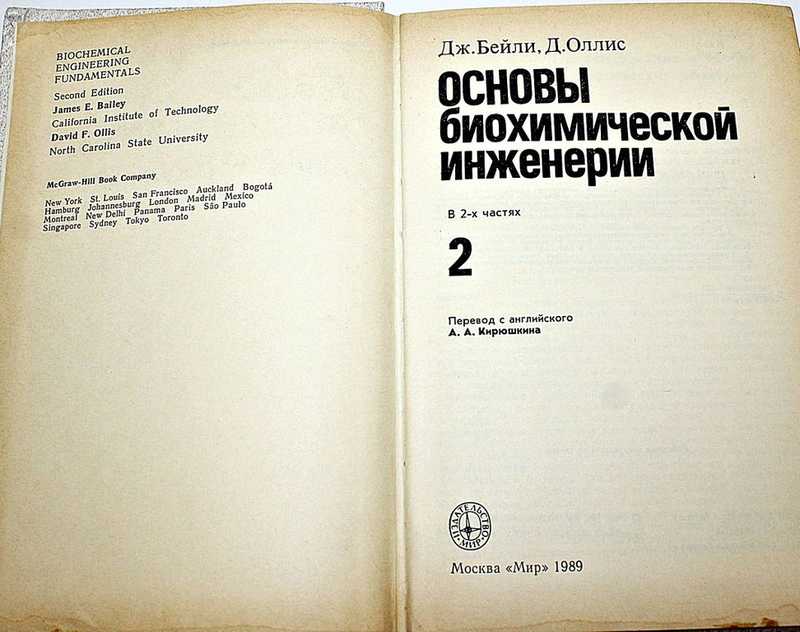 BIOCHEMICAL
ENGINEERING
FUNDAMENTALS
Second Edition
James E. Bailey
California Institute of Technology
David F. Ollis
North Carolina State University
McGraw-Hill Book Company
New York St. Louis San Francisco Auckland Bogotá
Hamburg Johannesburg London Madrid Mexico
Montreal New Delhi Panama Paris São Paulo
Singapore Sydney Tokyo Toronto
Дж.Бейли, Д.Оллис
ОСНОВЫ
биохимической
инженерии
В 2-х частях
2
Перевод с английского
А. А. Кирюшкина
ИЗДАТЕЛЬСТВО
МИР
Москва «Мир» 1989